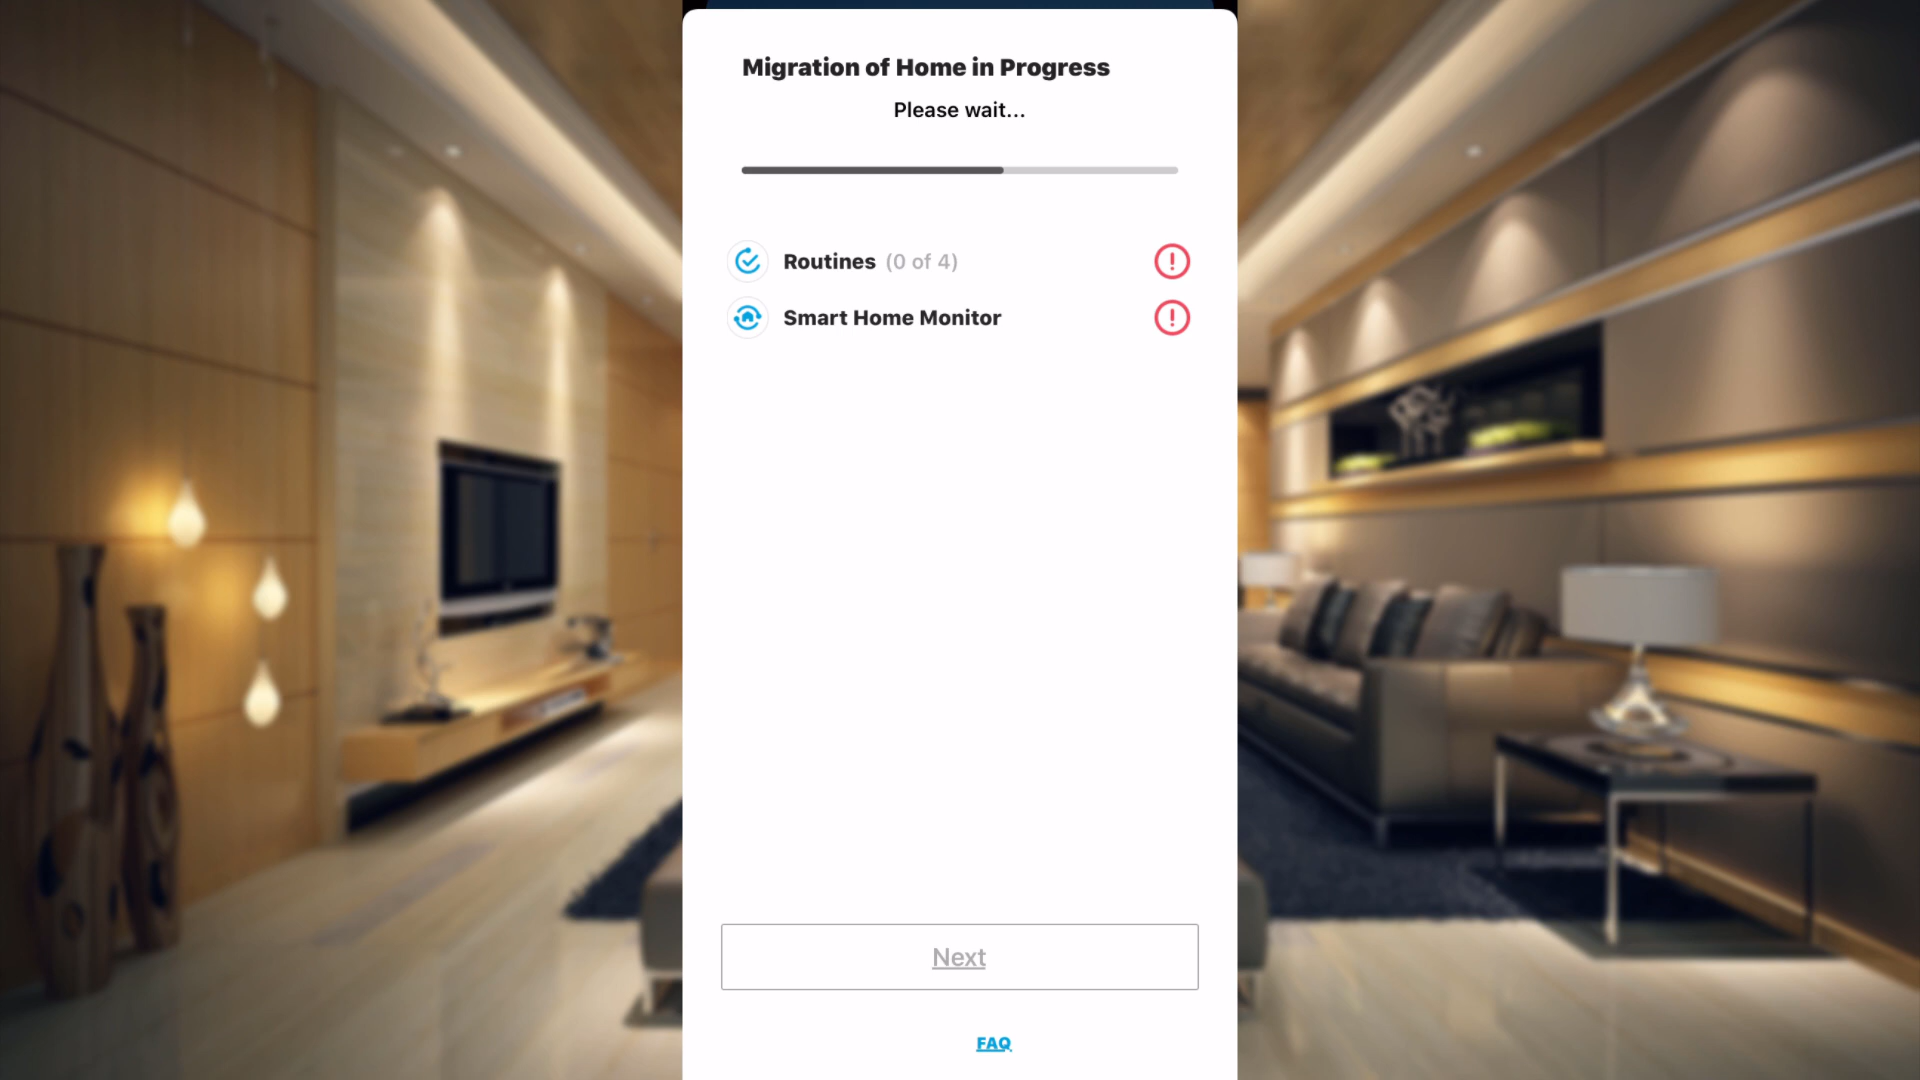 Migration of Home in Progress
Please wait...
Routines (0 of 4)
Smart Home Monitor
Next
FAQ